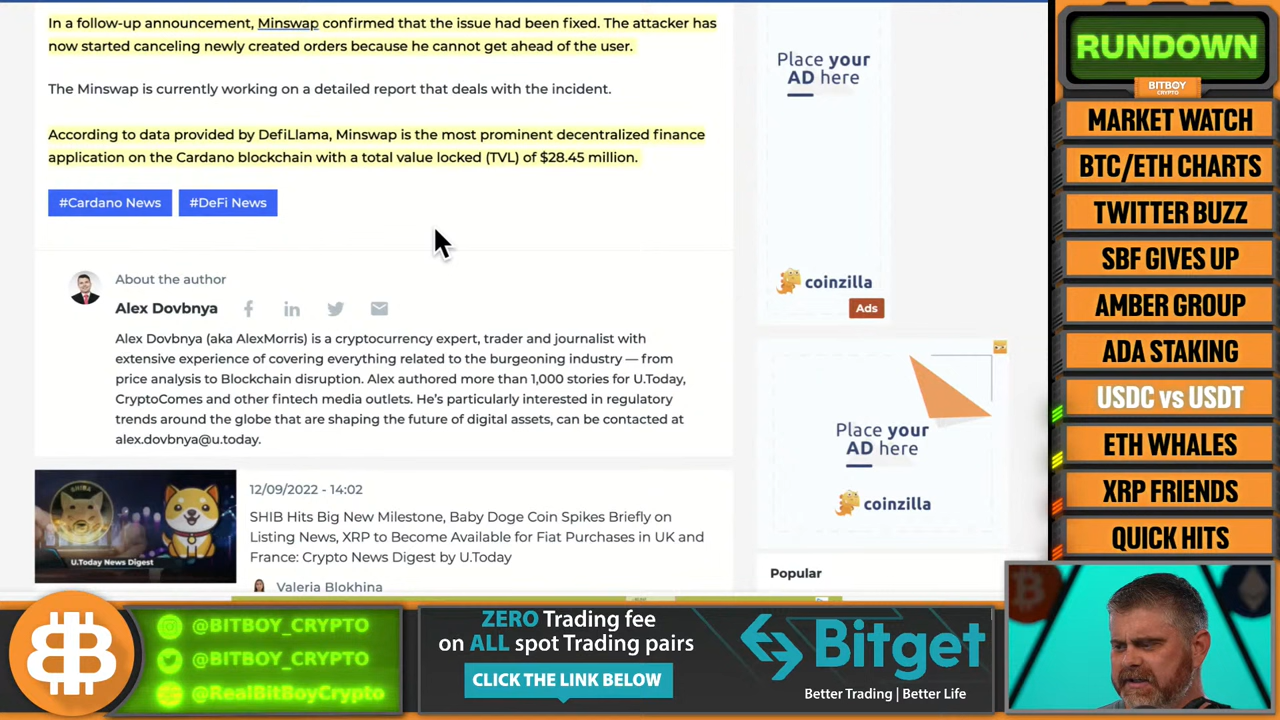 In a follow-up announcement, Minswap confirmed that the issue had been fixed. The attacker has
now started canceling newly created orders because he cannot get ahead of the user.
The Minswap is currently working on a detailed report that deals with the incident.
According to data provided by DefiLlama, Minswap is the most prominent decentralized finance
application on the Cardano blockchain with a total value locked (TVL) of $28.45 million.
#Cardano News #DeFi News
About the author
Alex Dovbnya
Alex Dovbnya (aka AlexMorris) is a cryptocurrency expert, trader and journalist with
extensive experience of covering everything related to the burgeoning industry — from
price analysis to Blockchain disruption. Alex authored more than 1,000 stories for U.Today,
CryptoComes and other fintech media outlets. He's particularly interested in regulatory
trends around the globe that are shaping the future of digital assets, can be contacted at
alex.dovbnya@u.today.
U.Today News Digest
12/09/2022 - 14:02
SHIB Hits Big New Milestone, Baby Doge Coin Spikes Briefly on
Listing News, XRP to Become Available for Fiat Purchases in UK and
France: Crypto News Digest by U.Today
Valeria Blokhina
Place your
AD here
coinzilla
Ads
Place your
AD here
coinzilla
Popular
RUNDOWN
BITBOY
CRYPTO
MARKET WATCH
BTC/ETH CHARTS
TWITTER BUZZ
SBF GIVES UP
AMBER GROUP
ADA STAKING
USDC vs USDT
ETH WHALES
XRP FRIENDS
QUICK HITS
@BITBOY_CRYPTO
@BITBOY_CRYPTO
@RealBitBoyCrypto
ZERO Trading fee
on ALL spot Trading pairs
CLICK THE LINK BELOW
Bitget
Better Trading | Better Life